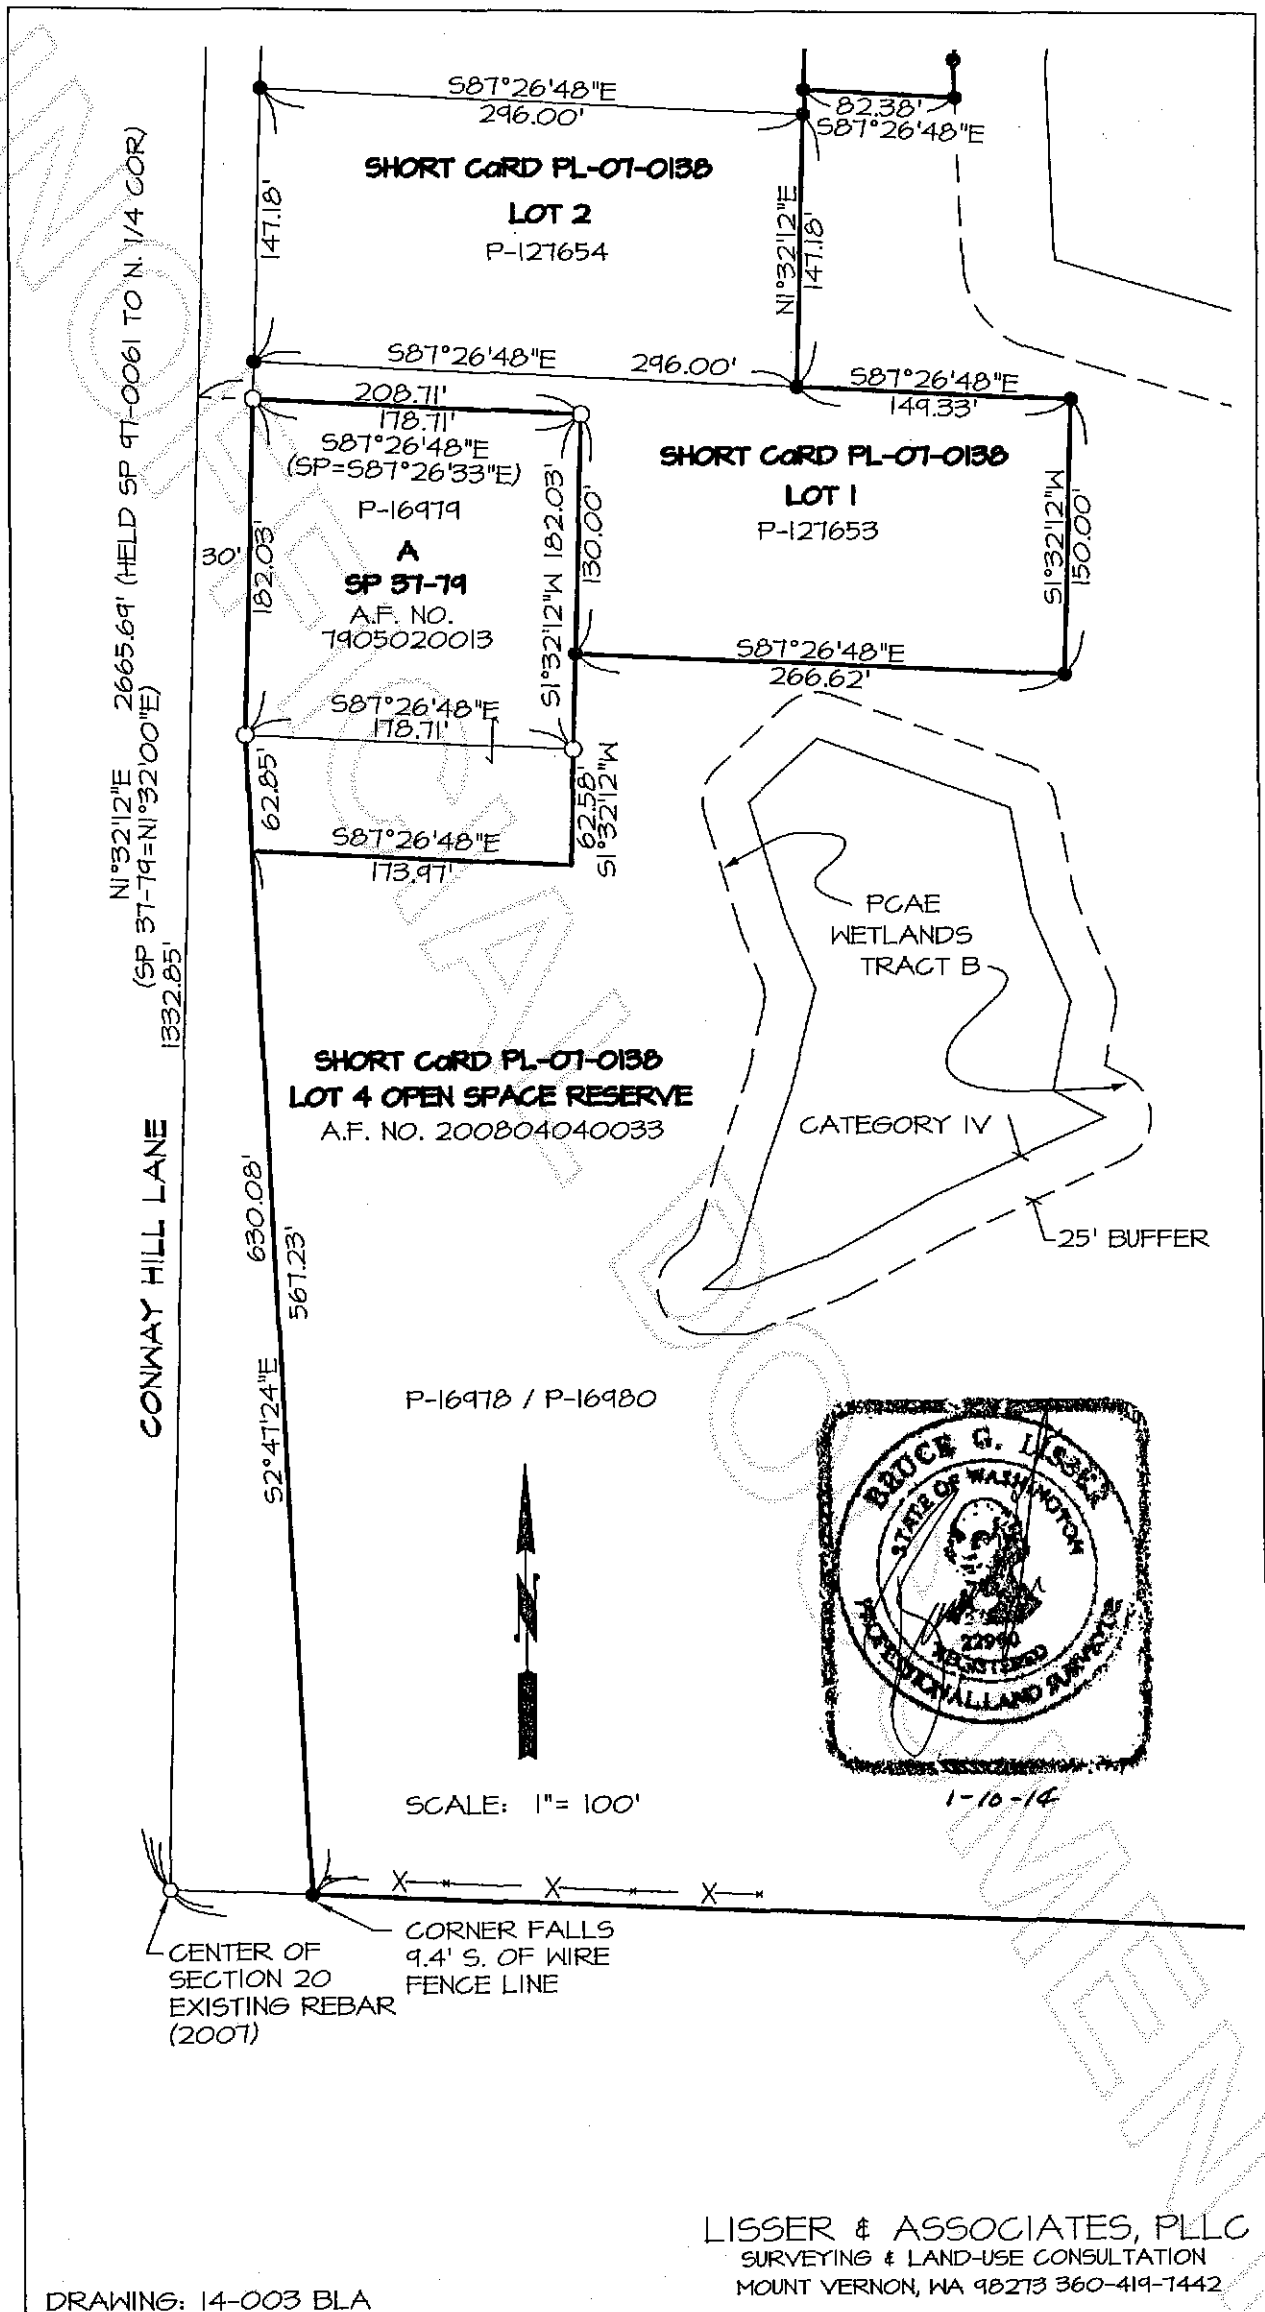 S87°26'48"E
296.00'
82.38'
S87°26'48"E
SHORT CaRD PL-07-0138
LOT 2
P-127654
147.18'
N1°32'12"E
147.18'
S87°26'48"E 296.00'
S87°26'48"E
149.33'
208.71'
178.71'
S87°26'48"E
(SP=S87°26'33"E)
P-16979
A
SP 37-79
A.F. NO.
7905020013
30'
182.03'
S1°32'12"W 182.03'
130.00'
SHORT CaRD PL-07-0138
LOT 1
P-127653
S1°32'12"W
150.00'
S87°26'48"E
266.62'
S87°26'48"E
178.71'
62.85'
62.58'
S1°32'12"W
S87°26'48"E
173.97'
N1°32'12"E 2665.69' (HELD SP 97-0061 TO N. 1/4 COR)
(SP 37-79=N1°32'00"E)
1332.85'
CONWAY HILL LANE
PCAE
WETLANDS
TRACT B
SHORT CaRD PL-07-0138
LOT 4 OPEN SPACE RESERVE
A.F. NO. 200804040033
CATEGORY IV
25' BUFFER
630.08'
567.23'
S2°47'24"E
P-16978 / P-16980
N
BRUCE G. LISSER
STATE OF WASHINGTON
22960
REGISTERED
PROFESSIONAL LAND SURVEYOR
1-10-14
SCALE: 1"= 100'
X X X
CORNER FALLS
9.4' S. OF WIRE
FENCE LINE
CENTER OF
SECTION 20
EXISTING REBAR
(2007)
LISSER & ASSOCIATES, PLLC
SURVEYING & LAND-USE CONSULTATION
MOUNT VERNON, WA 98273 360-419-7442
DRAWING: 14-003 BLA
UNOFFICIAL DOCUMENT